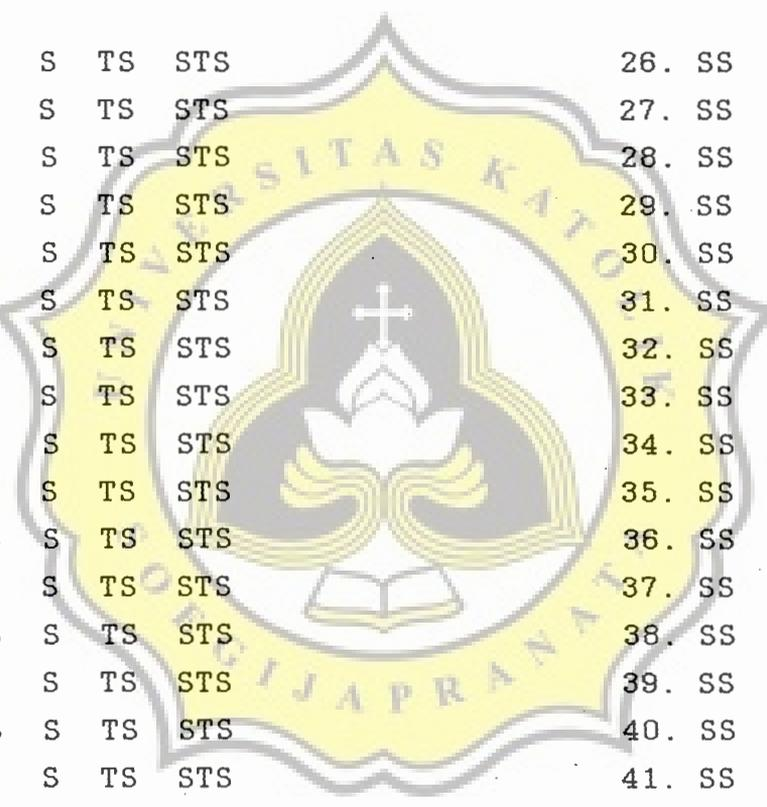 S TS STS 26. SS
S TS STS 27. SS
S TS STS 28. SS
S TS STS 29. SS
S TS STS 30. SS
S TS STS 31. SS
S TS STS 32. SS
S TS STS 33. SS
S TS STS 34. SS
S TS STS 35. SS
S TS STS 36. SS
S TS STS 37. SS
S TS STS 38. SS
S TS STS 39. SS
S TS STS 40. SS
S TS STS 41. SS
UNIVERSITAS KATOLIK
SOEGIJAPRANATA